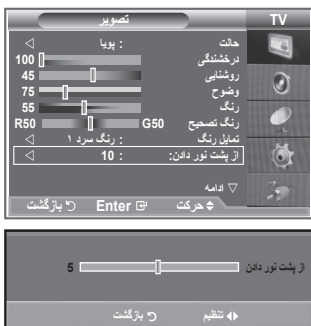 TV تصویر
حالت : پویا
درخشندگی 100
روشنایی 45
وضوح 75
رنگ 55
رنگ تصحیح G50 R50
تمایل رنگ : رنگ سرد ۱
از پشت نور دادن: : 10
▽ ادامه
حرکت Enter بازگشت
از پشت نور دادن 5
تنظیم بازگشت